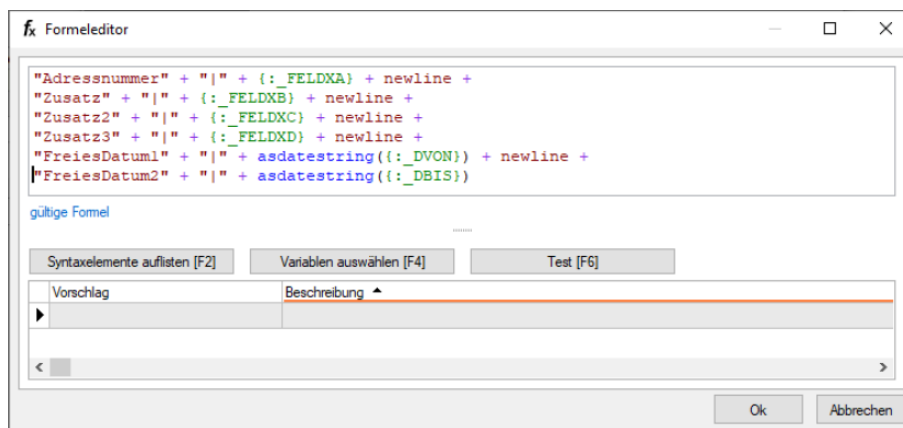 fx Formeleditor
"Adressnummer" + "|" + {:_FELDXA} + newline +
"Zusatz" + "|" + {:_FELDXB} + newline +
"Zusatz2" + "|" + {:_FELDXC} + newline +
"Zusatz3" + "|" + {:_FELDXD} + newline +
"FreiesDatum1" + "|" + asdatestring({:_DVON}) + newline +
"FreiesDatum2" + "|" + asdatestring({:_DBIS})
gültige Formel
Syntaxelemente auflisten [F2] Variablen auswählen [F4] Test [F6]
Vorschlag Beschreibung
Ok Abbrechen